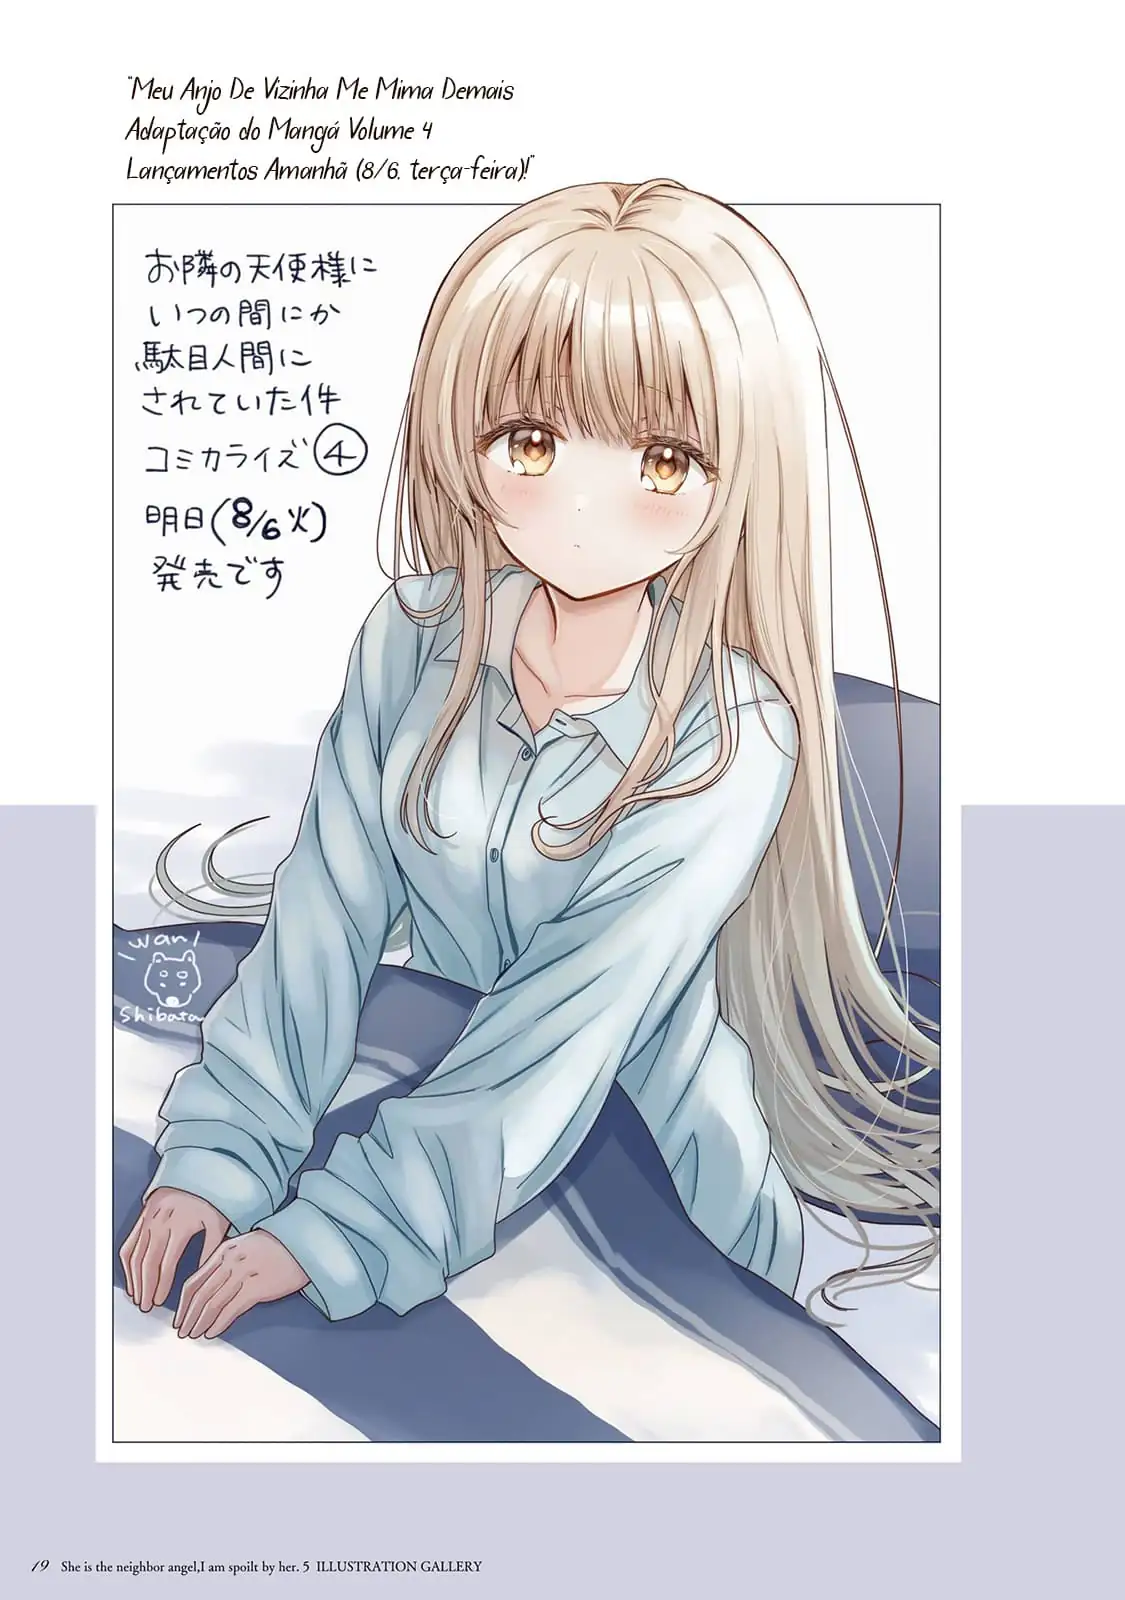 "Meu Anjo De Vizinha Me Mima Demais
Adaptação do Mangá Volume 4
Lançamentos Amanhã (8/6. terça-feira)!"
お隣の天使様に
いつの間にか
駄目人間に
されていた件
コミカライズ④
明日(8/6火)
発売です
wan
Shibata
19 She is the neighbor angel,I am spoilt by her. 5 ILLUSTRATION GALLERY